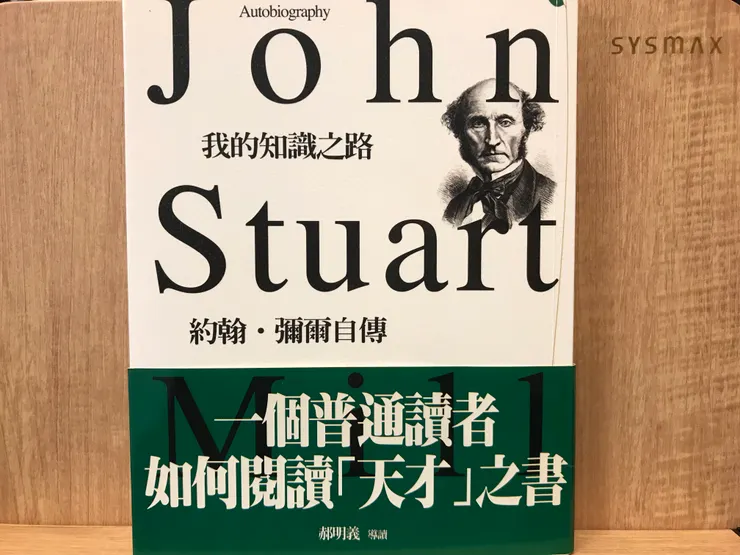 Autobiography
John
SYSMAX
我的知識之路
Stuart
約翰・彌爾自傳
Mill
一個普通讀者
如何閱讀「天才」之書
郝明義 導讀